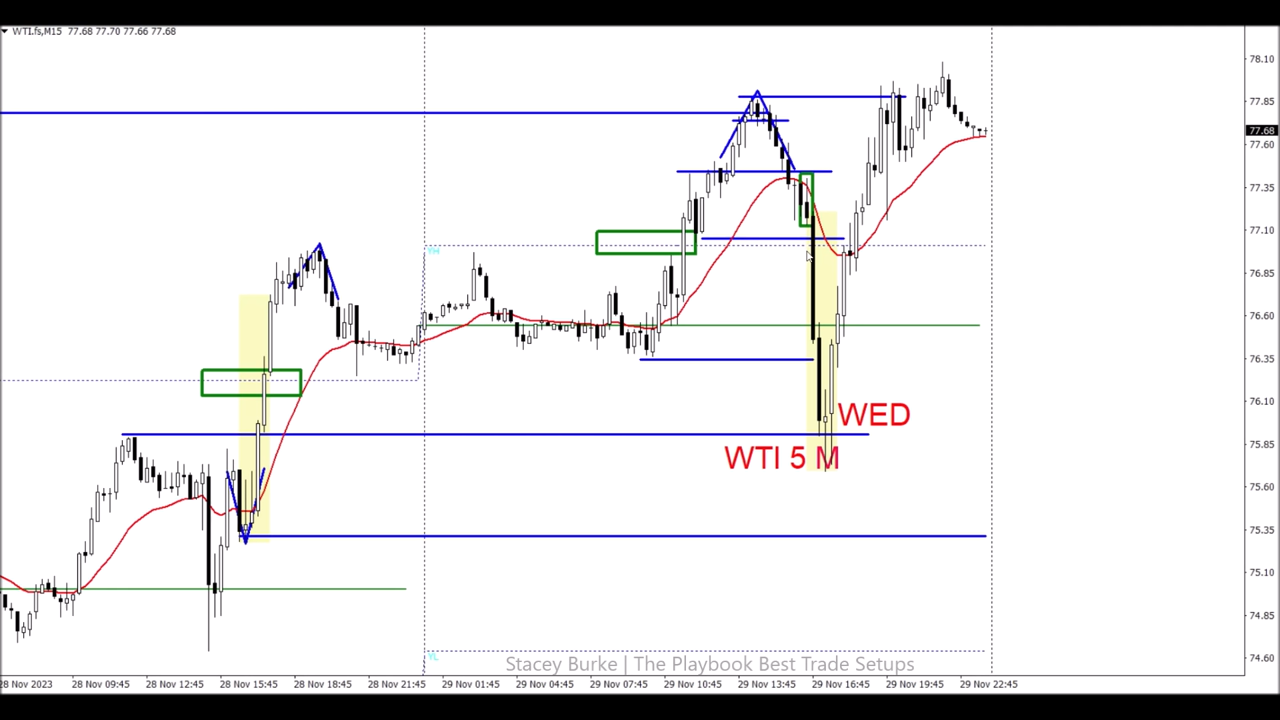 WTI.fs,M15 77.68 77.70 77.66 77.68
78.10
77.85
77.68
77.60
77.35
77.10
YH
76.85
76.60
76.35
76.10
WED
75.85
WTI 5 M
75.60
75.35
75.10
74.85
74.60
YL
Stacey Burke | The Playbook Best Trade Setups
28 Nov 2023 28 Nov 09:45 28 Nov 12:45 28 Nov 15:45 28 Nov 18:45 28 Nov 21:45 29 Nov 01:45 29 Nov 04:45 29 Nov 07:45 29 Nov 10:45 29 Nov 13:45 29 Nov 16:45 29 Nov 19:45 29 Nov 22:45